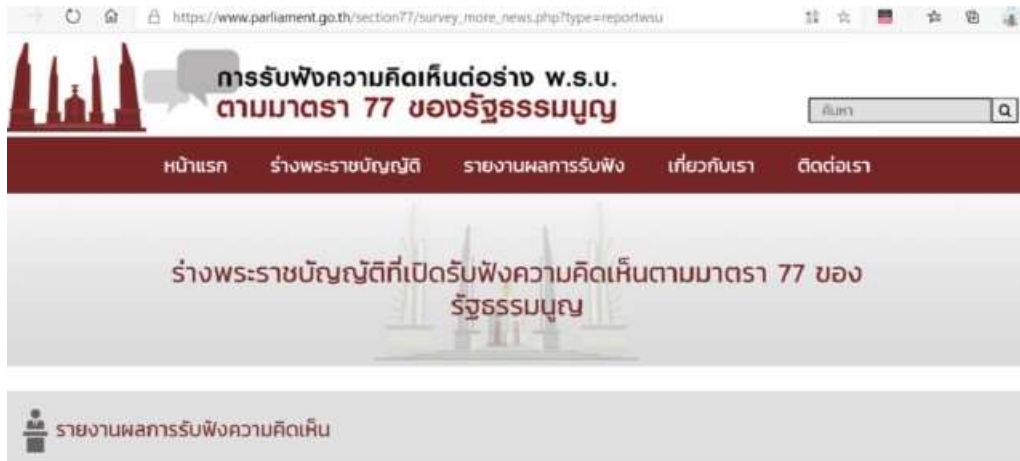 https://www.parliament.go.th/section77/survey_more_news.php?type=reportwsu
การรับฟังความคิดเห็นต่อร่าง พ.ร.บ.
ตามมาตรา 77 ของรัฐธรรมนูญ
ค้นหา
หน้าแรก ร่างพระราชบัญญัติ รายงานผลการรับฟัง เกี่ยวกับเรา ติดต่อเรา
ร่างพระราชบัญญัติที่เปิดรับฟังความคิดเห็นตามมาตรา 77 ของ
รัฐธรรมนูญ
รายงานผลการรับฟังความคิดเห็น